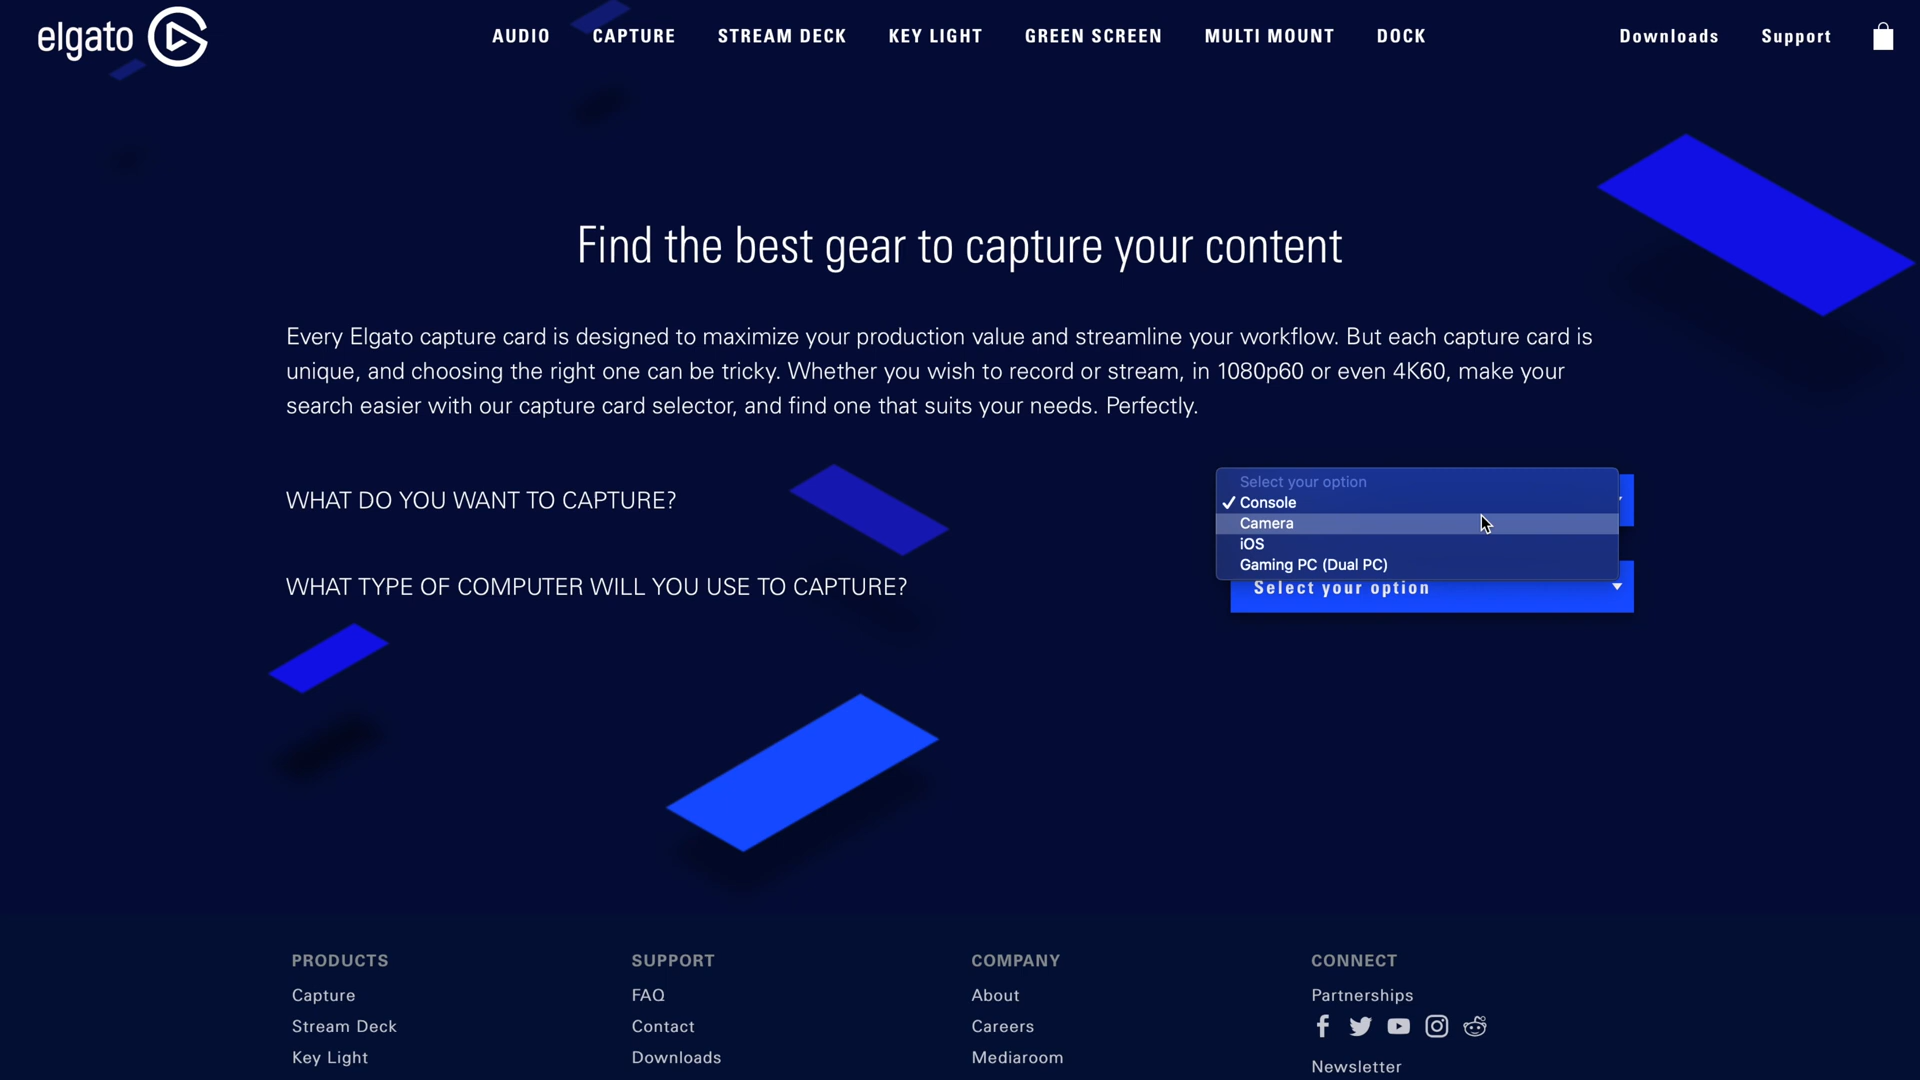 elgato
AUDIO CAPTURE STREAM DECK KEY LIGHT GREEN SCREEN MULTI MOUNT DOCK
Downloads Support
Find the best gear to capture your content
Every Elgato capture card is designed to maximize your production value and streamline your workflow. But each capture card is
unique, and choosing the right one can be tricky. Whether you wish to record or stream, in 1080p60 or even 4K60, make your
search easier with our capture card selector, and find one that suits your needs. Perfectly.
WHAT DO YOU WANT TO CAPTURE?
Select your option
Console
Camera
iOS
Gaming PC (Dual PC)
WHAT TYPE OF COMPUTER WILL YOU USE TO CAPTURE?
Select your option
PRODUCTS
Capture
Stream Deck
Key Light
SUPPORT
FAQ
Contact
Downloads
COMPANY
About
Careers
Mediaroom
CONNECT
Partnerships
Newsletter